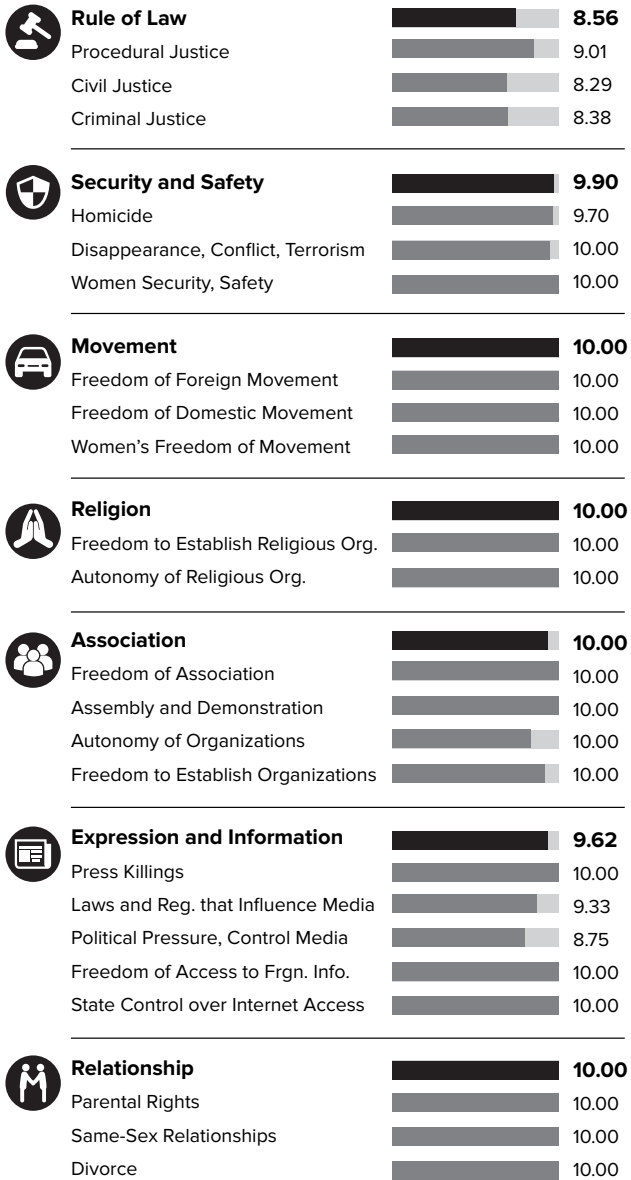 Rule of Law 8.56
Procedural Justice 9.01
Civil Justice 8.29
Criminal Justice 8.38
Security and Safety 9.90
Homicide 9.70
Disappearance, Conflict, Terrorism 10.00
Women Security, Safety 10.00
Movement 10.00
Freedom of Foreign Movement 10.00
Freedom of Domestic Movement 10.00
Women’s Freedom of Movement 10.00
Religion 10.00
Freedom to Establish Religious Org. 10.00
Autonomy of Religious Org. 10.00
Association 10.00
Freedom of Association 10.00
Assembly and Demonstration 10.00
Autonomy of Organizations 10.00
Freedom to Establish Organizations 10.00
Expression and Information 9.62
Press Killings 10.00
Laws and Reg. that Influence Media 9.33
Political Pressure, Control Media 8.75
Freedom of Access to Frgn. Info. 10.00
State Control over Internet Access 10.00
Relationship 10.00
Parental Rights 10.00
Same-Sex Relationships 10.00
Divorce 10.00